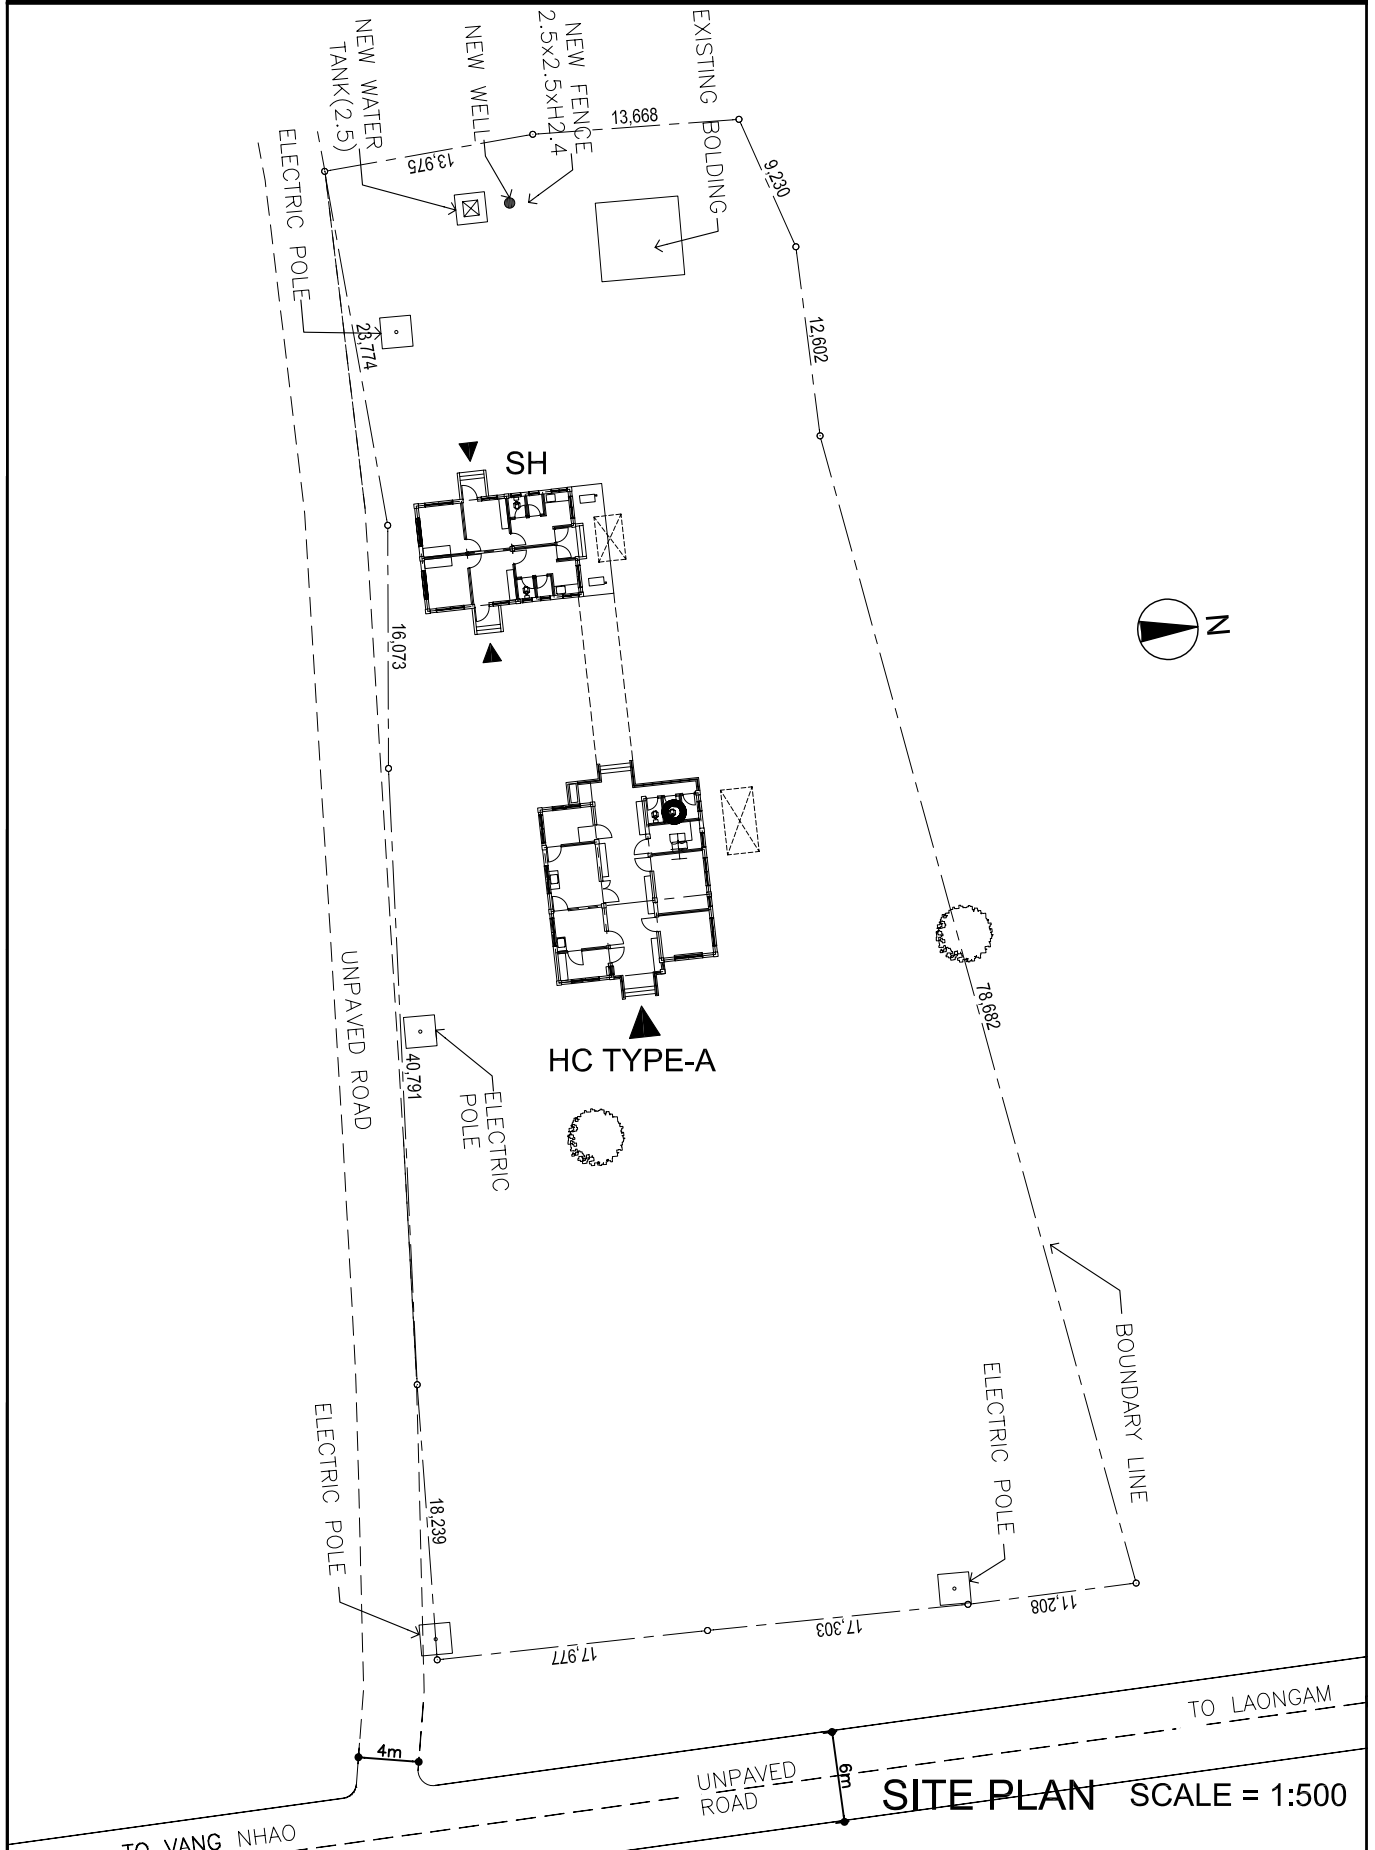 NEW WATER
TANK(2.5)
NEW WELL
NEW FENCE
2.5x2.5xH2.4
EXISTING BOLDING
13,668
13,975
9,230
ELECTRIC POLE
12,602
23,774
SH
N
16,073
UNPAVED ROAD
78,682
HC TYPE-A
40,791
ELECTRIC
POLE
BOUNDARY LINE
ELECTRIC POLE
ELECTRIC POLE
18,239
11,208
17,303
17,977
TO LAONGAM
4m
6m
UNPAVED
ROAD
SITE PLAN SCALE = 1:500
TO VANG NHAO